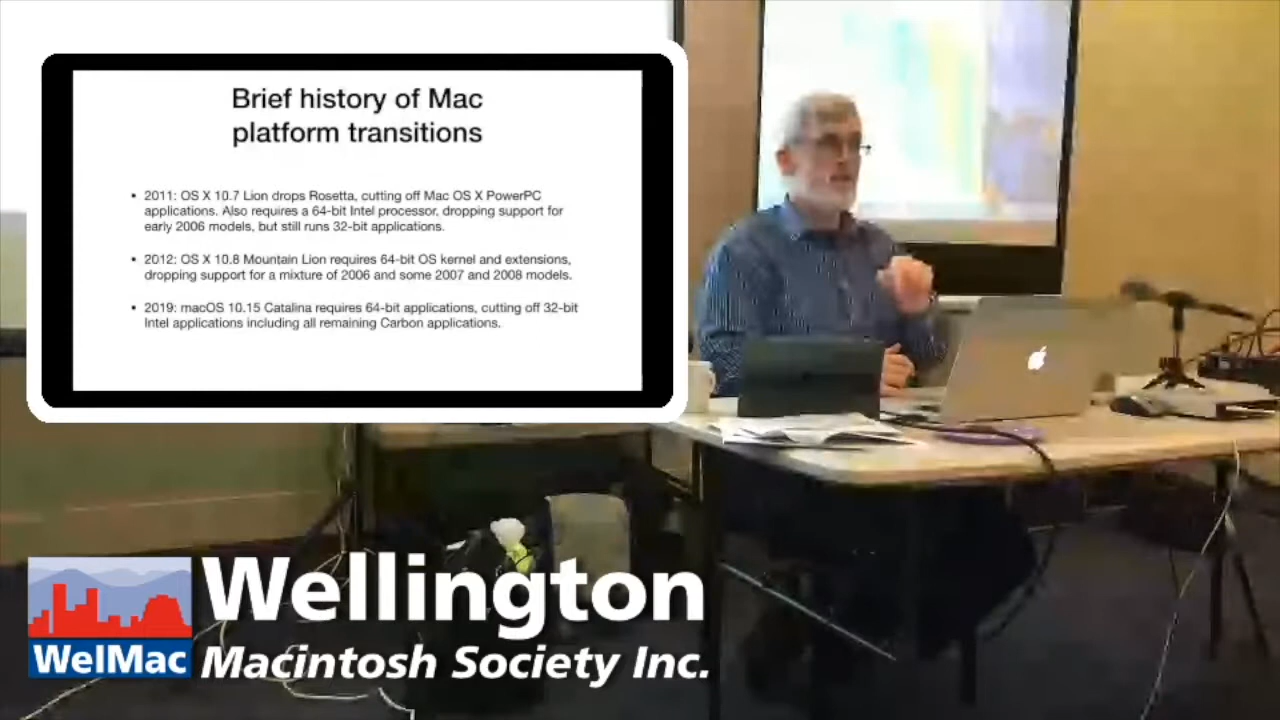 Brief history of Mac
platform transitions
• 2011: OS X 10.7 Lion drops Rosetta, cutting off Mac OS X PowerPC
applications. Also requires a 64-bit Intel processor, dropping support for
early 2006 models, but still runs 32-bit applications.
• 2012: OS X 10.8 Mountain Lion requires 64-bit OS kernel and extensions,
dropping support for a mixture of 2006 and some 2007 and 2008 models.
• 2019: macOS 10.15 Catalina requires 64-bit applications, cutting off 32-bit
Intel applications including all remaining Carbon applications.
Wellington
WelMac
Macintosh Society Inc.